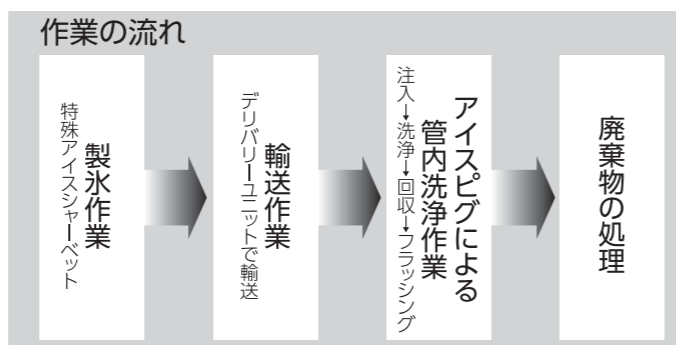 作業の流れ
製氷作業
特殊アイスシャーベット
輸送作業
デリバリーユニットで輸送
アイスピグによる
管内洗浄作業
注入→洗浄→回収→フラッシング
廃棄物の処理